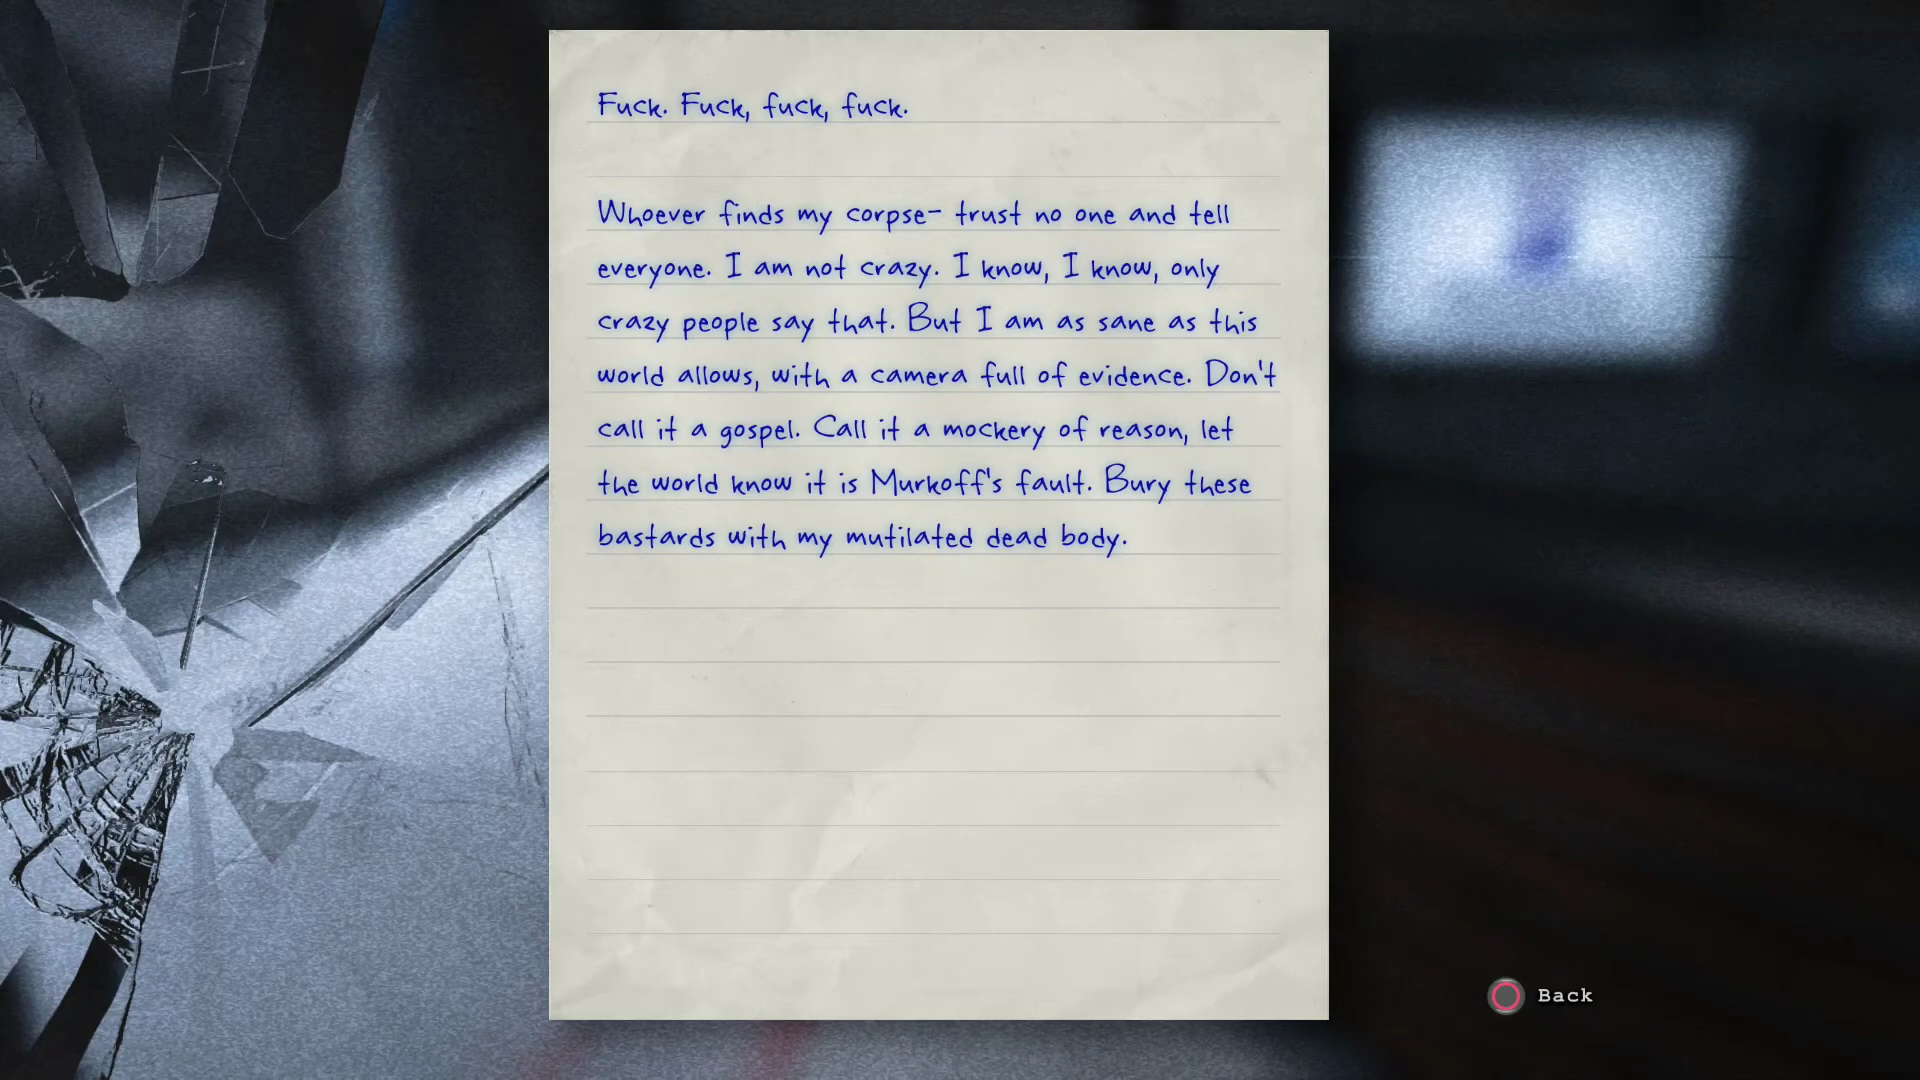 Fuck. Fuck, fuck, fuck.
Whoever finds my corpse- trust no one and tell
everyone. I am not crazy. I know, I know, only
crazy people say that. But I am as sane as this
world allows, with a camera full of evidence. Don't
call it a gospel. Call it a mockery of reason, let
the world know it is Murkoff's fault. Bury these
bastards with my mutilated dead body.
Back